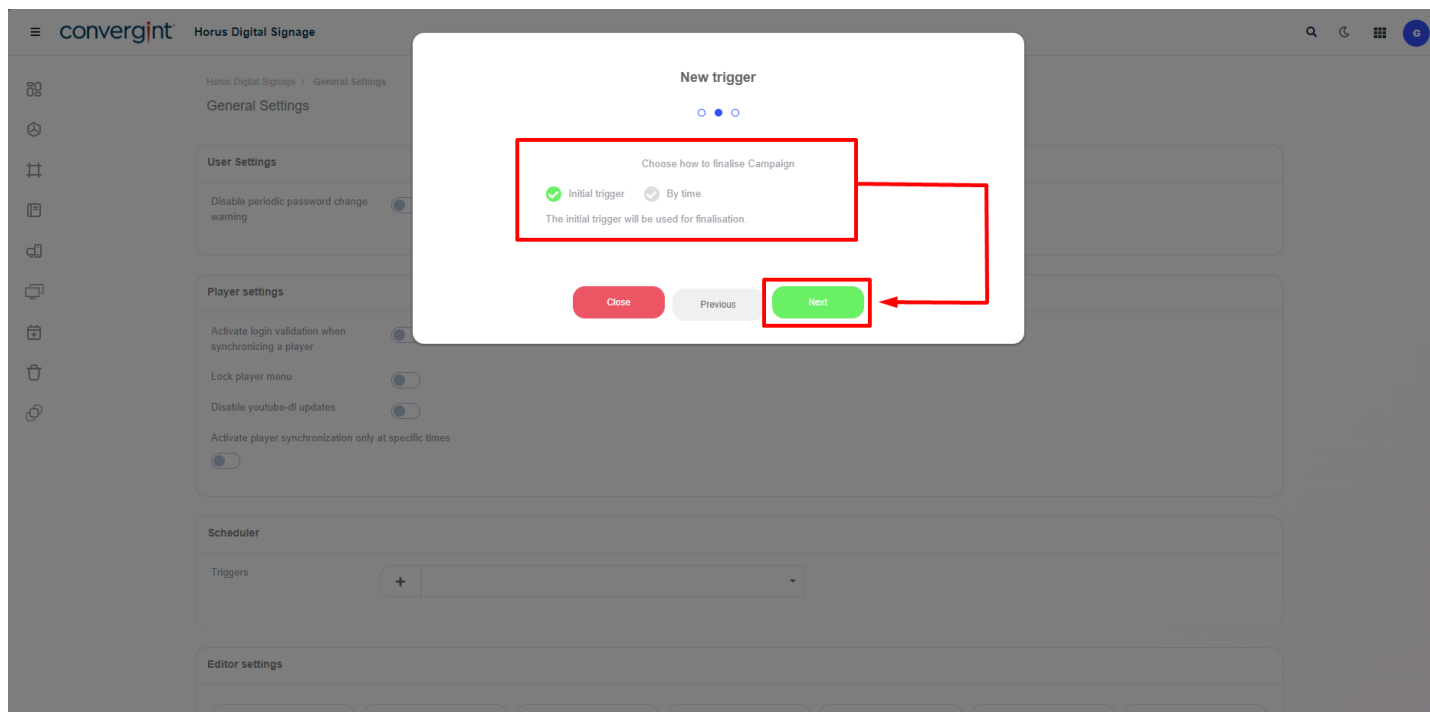 convergint
Horus Digital Signage
G
Horus Digital Signage / General Settings
General Settings
New trigger
Choose how to finalise Campaign
Initial trigger
By time
The initial trigger will be used for finalisation.
Close
Previous
Next
User Settings
Disable periodic password change
warning
Player settings
Activate login validation when
synchronizing a player
Lock player menu
Disable youtube-dl updates
Activate player synchronization only at specific times
Scheduler
Triggers
+
Editor settings